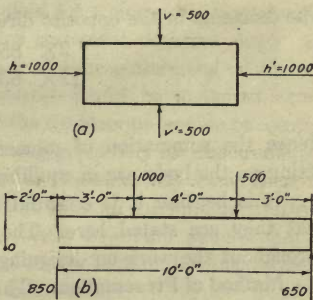 v = 500
h = 1000
h' = 1000
v' = 500
(a)
1000
500
2'-0"
3'-0"
4'-0"
3'-0"
o
10'-0"
850
(b)
650